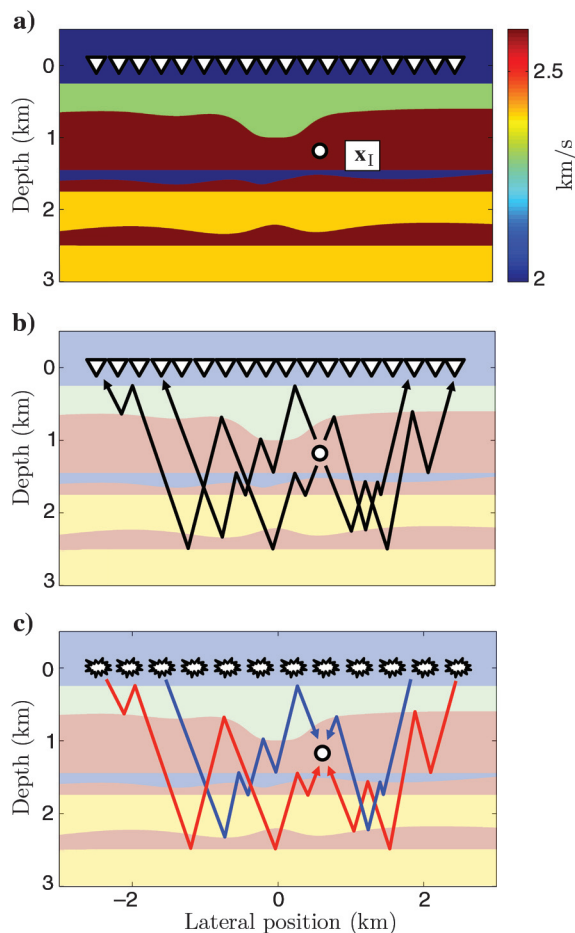 a)
0
1
2
3
Depth (km)
x_I
2.5
2
km/s
b)
0
1
2
3
Depth (km)
c)
0
1
2
3
Depth (km)
−2 0 2
Lateral position (km)